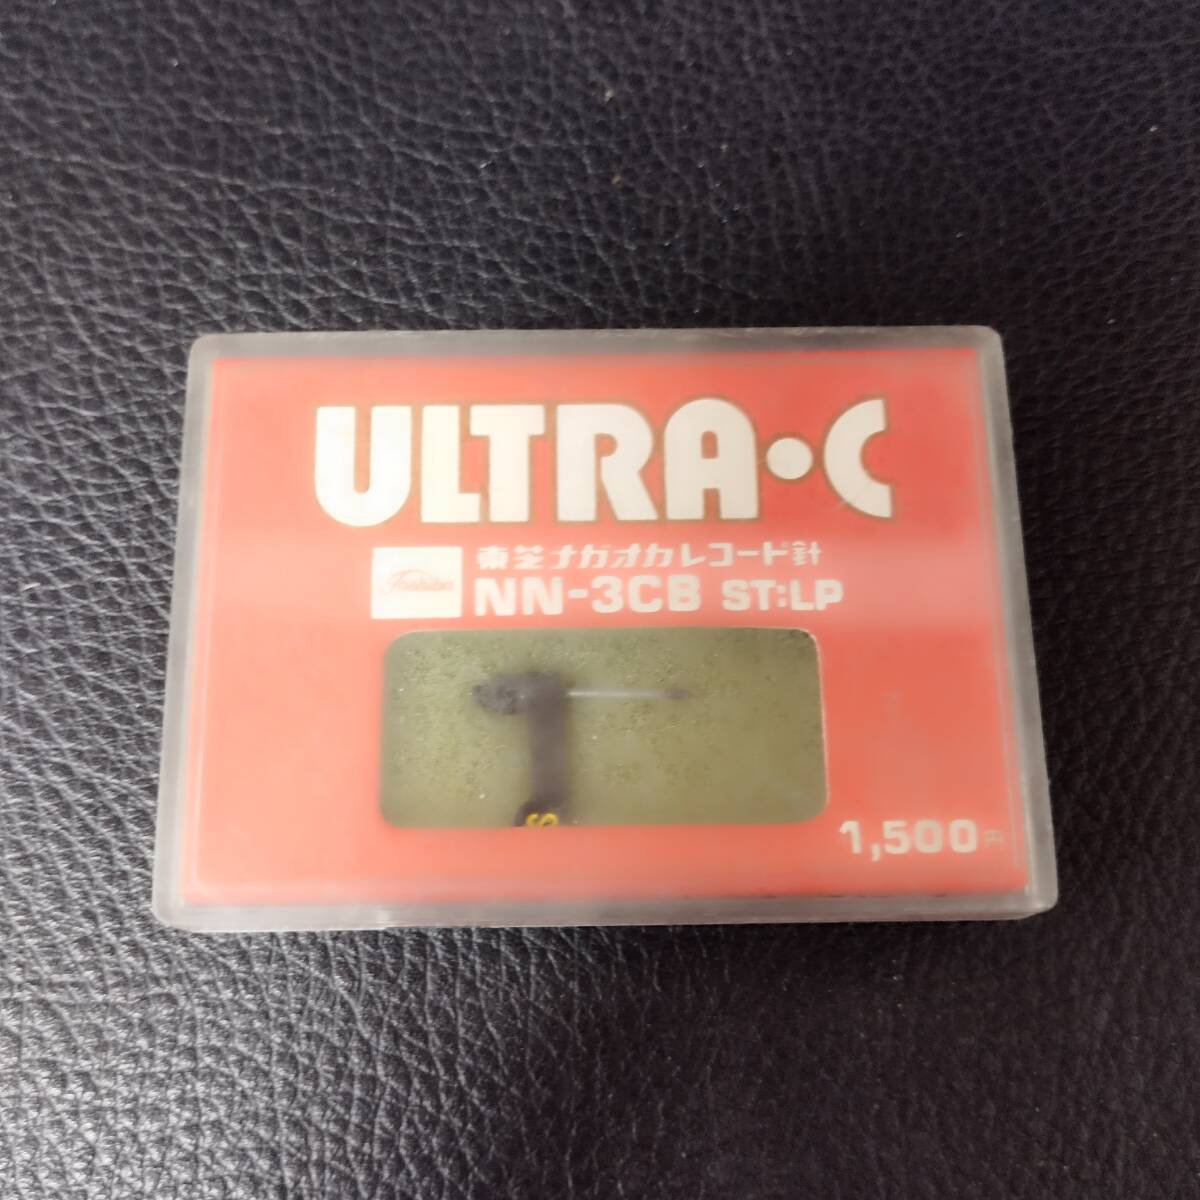 ULTRA•C
東芝ナガオカレコード針
Toshiba
NN-3CB ST:LP
S
1,500円